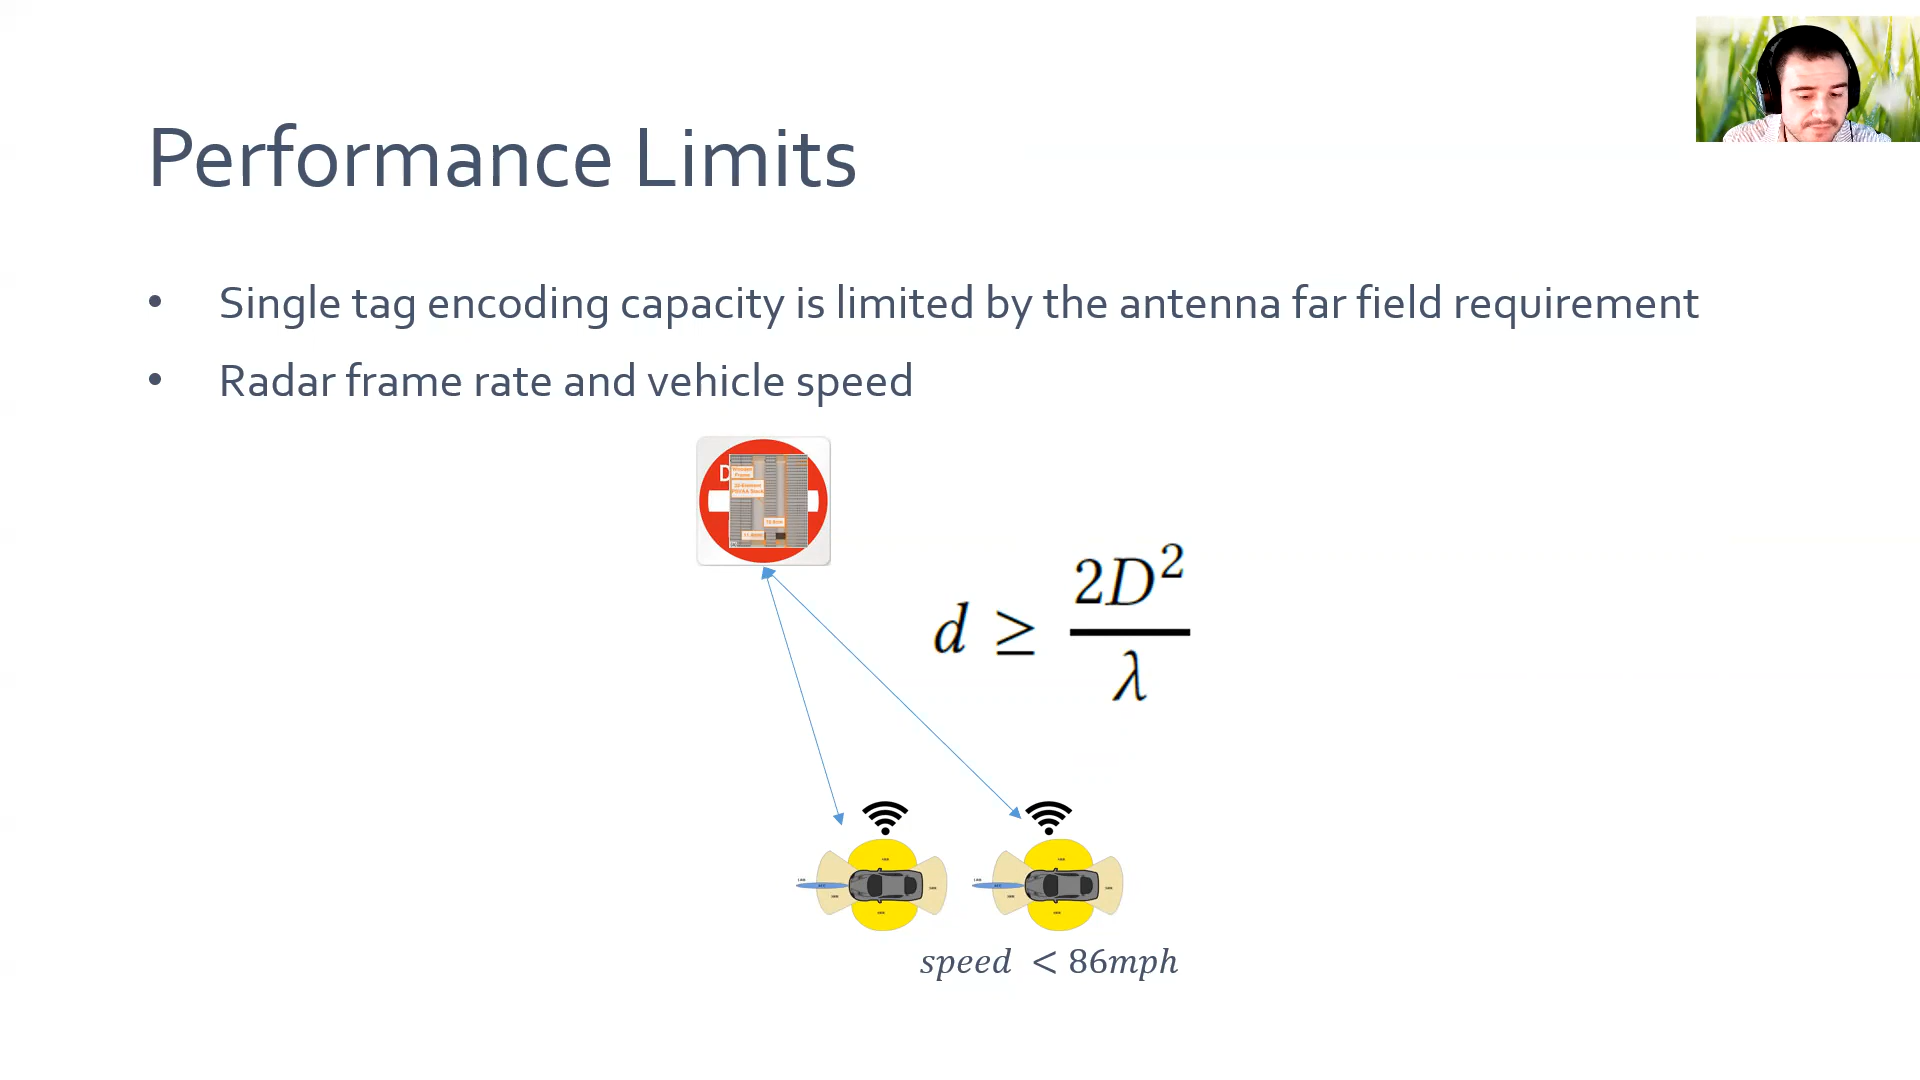 Performance Limits
• Single tag encoding capacity is limited by the antenna far field requirement
• Radar frame rate and vehicle speed
D
d ≥ 2D² / λ
speed < 86mph